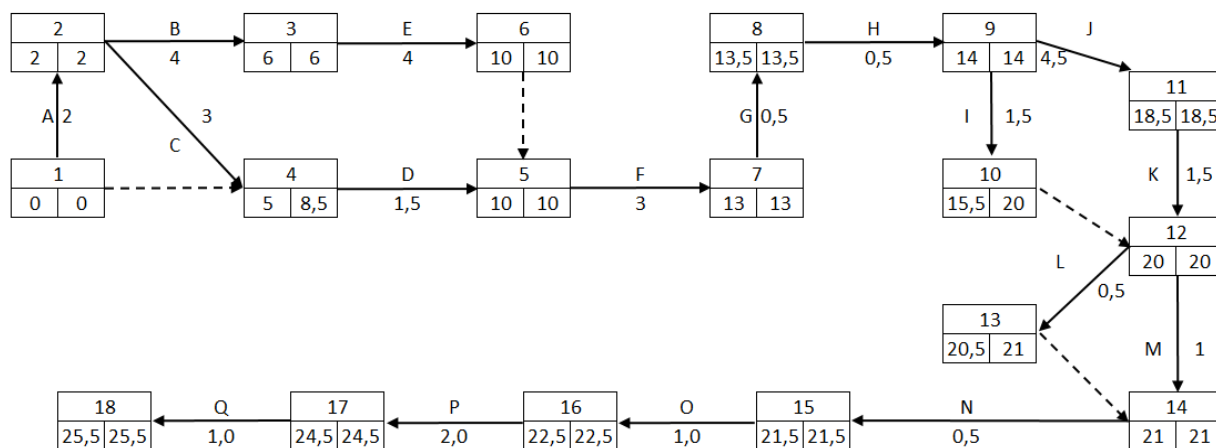 2 B 3 E 6 8 H 9 J
2 2 4 6 6 4 10 10 13,5 13,5 0,5 14 14 4,5
11
A 2 3 G 0,5 I 1,5 18,5 18,5
C
1 4 D 5 F 7 10 K 1,5
0 0 5 8,5 1,5 10 10 3 13 13 15,5 20
12
L 20 20
0,5
13
20,5 21 M 1
18 Q 17 P 16 O 15 N 14
25,5 25,5 1,0 24,5 24,5 2,0 22,5 22,5 1,0 21,5 21,5 0,5 21 21